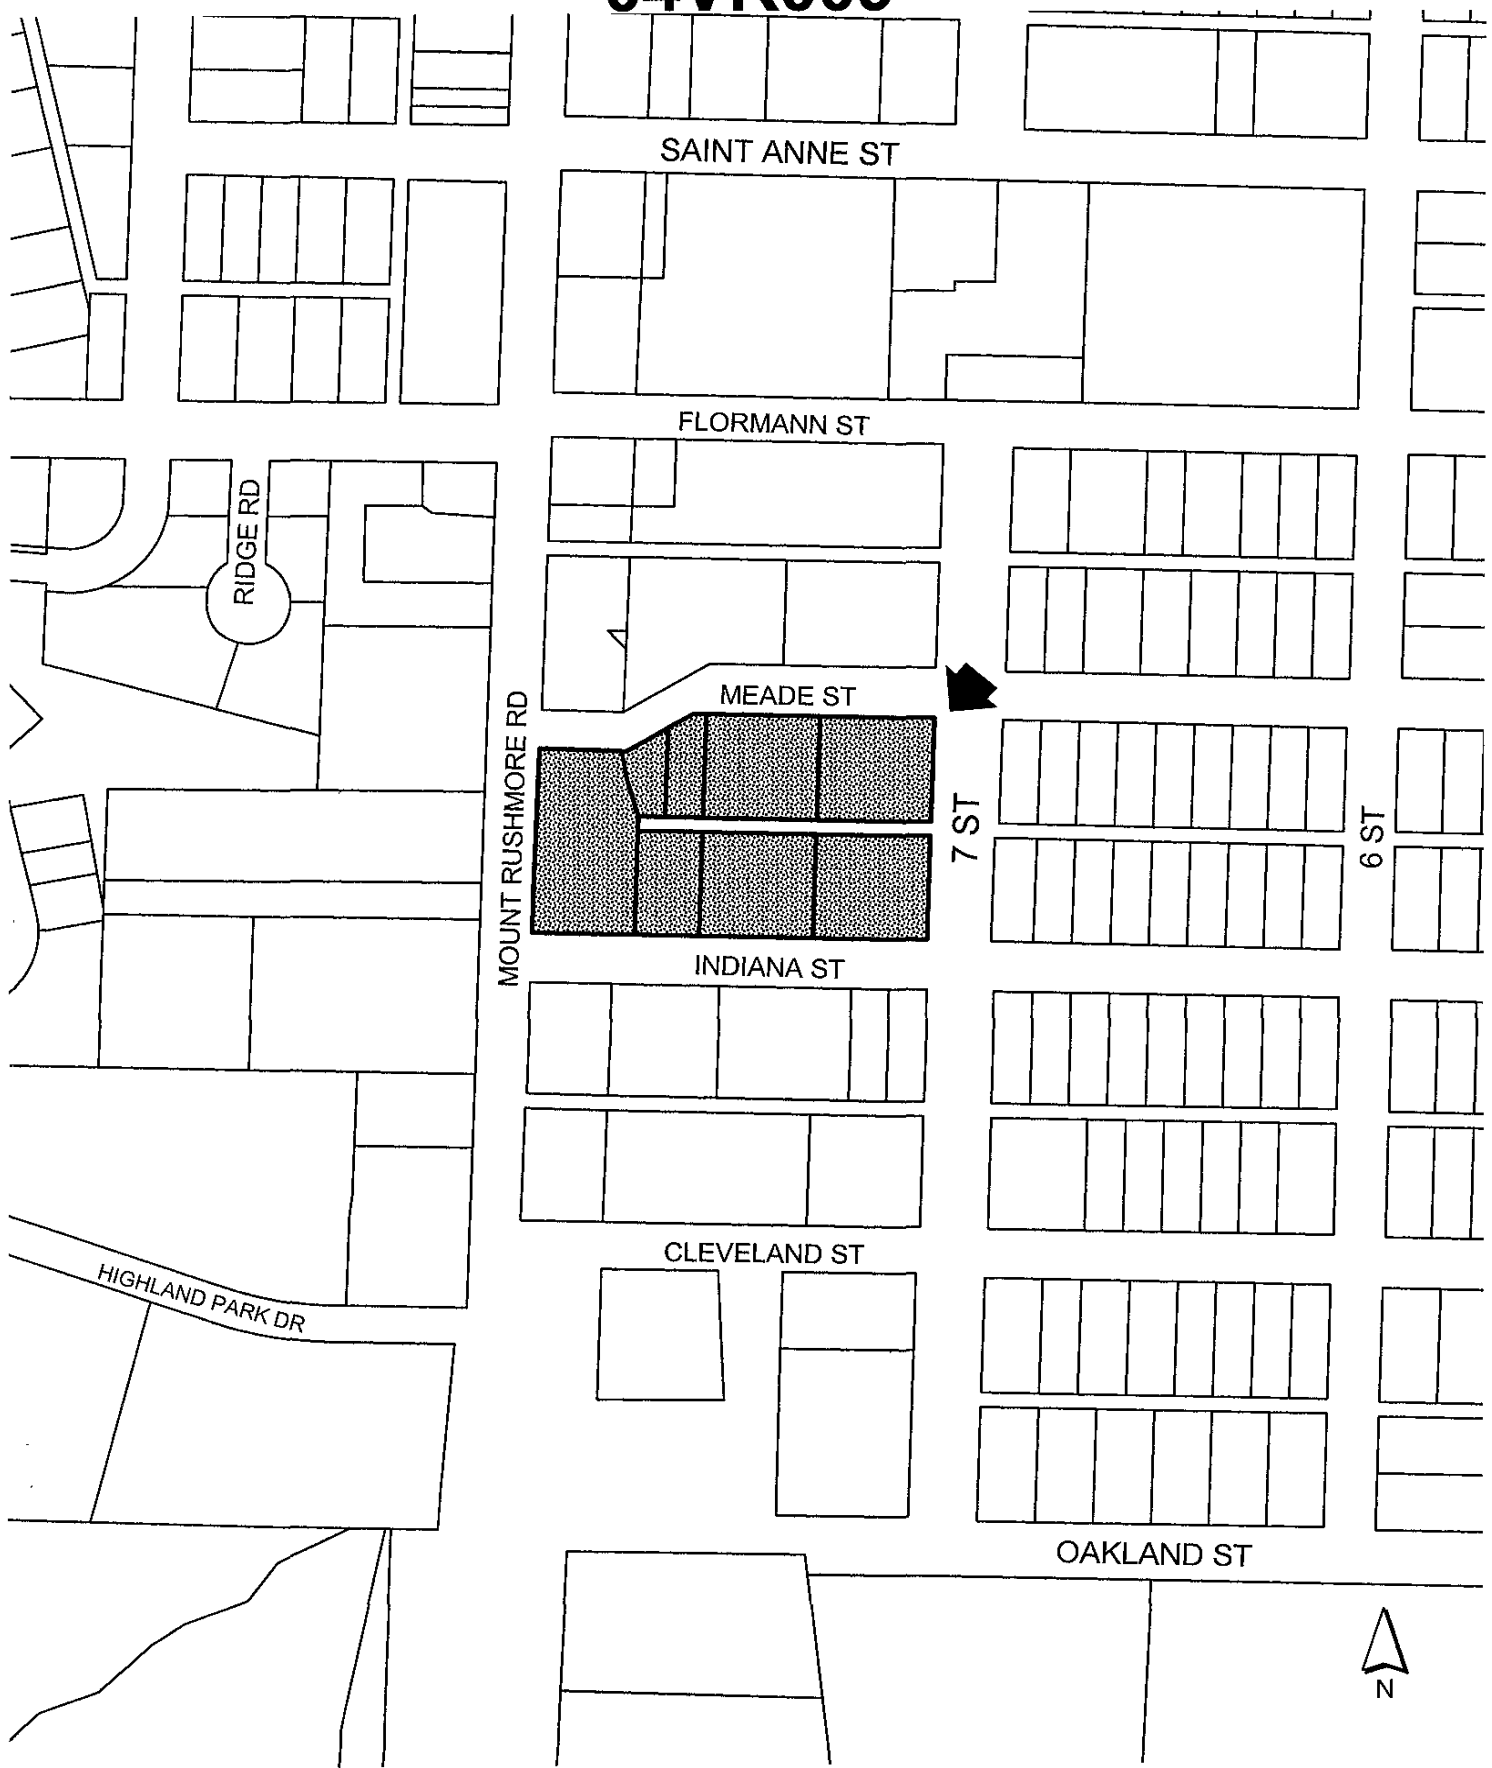 SAINT ANNE ST
FLORMANN ST
RIDGE RD
MEADE ST
MOUNT RUSHMORE RD
7 ST
6 ST
INDIANA ST
CLEVELAND ST
HIGHLAND PARK DR
OAKLAND ST
N